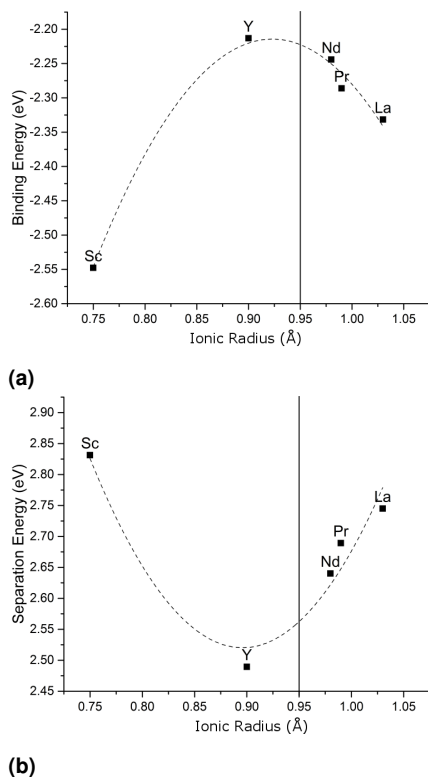 -2.20
-2.25
-2.30
-2.35
-2.40
-2.45
-2.50
-2.55
-2.60
Binding Energy (eV)
Y
Nd
Pr
La
Sc
0.75 0.80 0.85 0.90 0.95 1.00 1.05
Ionic Radius (Å)
(a)
2.90
2.85
2.80
2.75
2.70
2.65
2.60
2.55
2.50
2.45
Separation Energy (eV)
Sc
La
Pr
Nd
Y
0.75 0.80 0.85 0.90 0.95 1.00 1.05
Ionic Radius (Å)
(b)